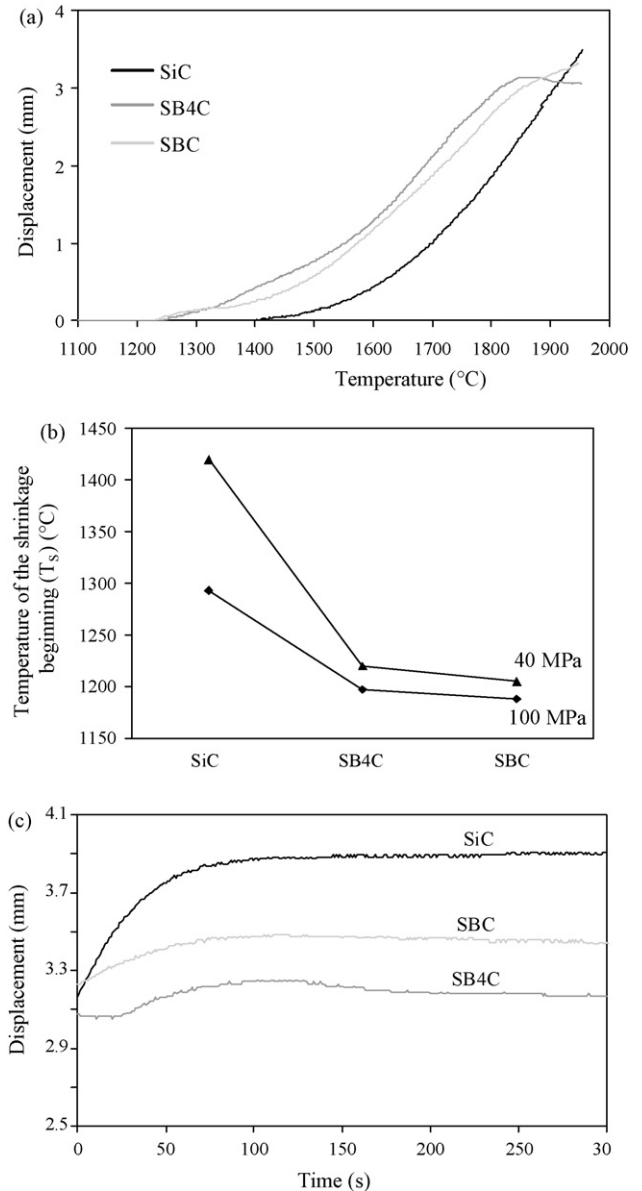 (a)
4
3
2
1
0
Displacement (mm)
SiC
SB4C
SBC
1100 1200 1300 1400 1500 1600 1700 1800 1900 2000
Temperature (°C)
(b)
1450
1400
1350
1300
1250
1200
1150
Temperature of the shrinkage
beginning (Ts) (°C)
40 MPa
100 MPa
SiC SB4C SBC
(c)
4.1
3.7
3.3
2.9
2.5
Displacement (mm)
SiC
SBC
SB4C
0 50 100 150 200 250 30
Time (s)